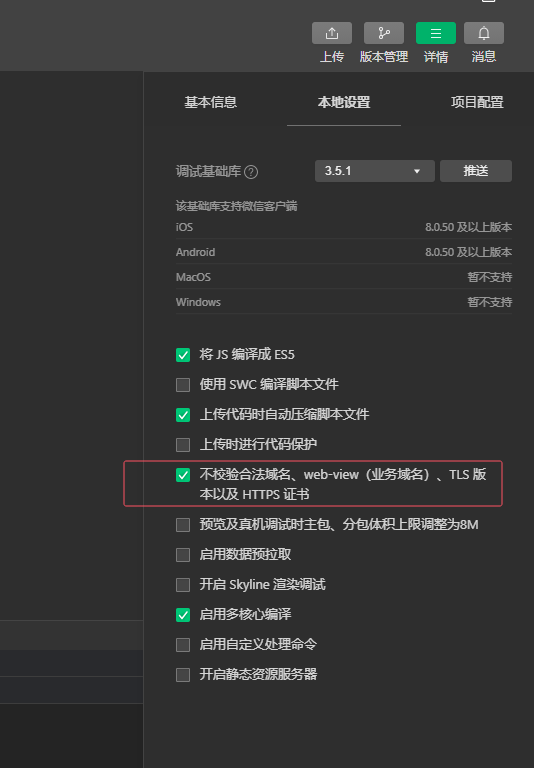 上传 版本管理 详情 消息
基本信息 本地设置 项目配置
调试基础库 ? 3.5.1 推送
该基础库支持微信客户端
iOS 8.0.50 及以上版本
Android 8.0.50 及以上版本
MacOS 暂不支持
Windows 暂不支持
将 JS 编译成 ES5
使用 SWC 编译脚本文件
上传代码时自动压缩脚本文件
上传时进行代码保护
不校验合法域名、web-view（业务域名）、TLS 版
本以及 HTTPS 证书
预览及真机调试时主包、分包体积上限调整为8M
启用数据预拉取
开启 Skyline 渲染调试
启用多核心编译
启用自定义处理命令
开启静态资源服务器